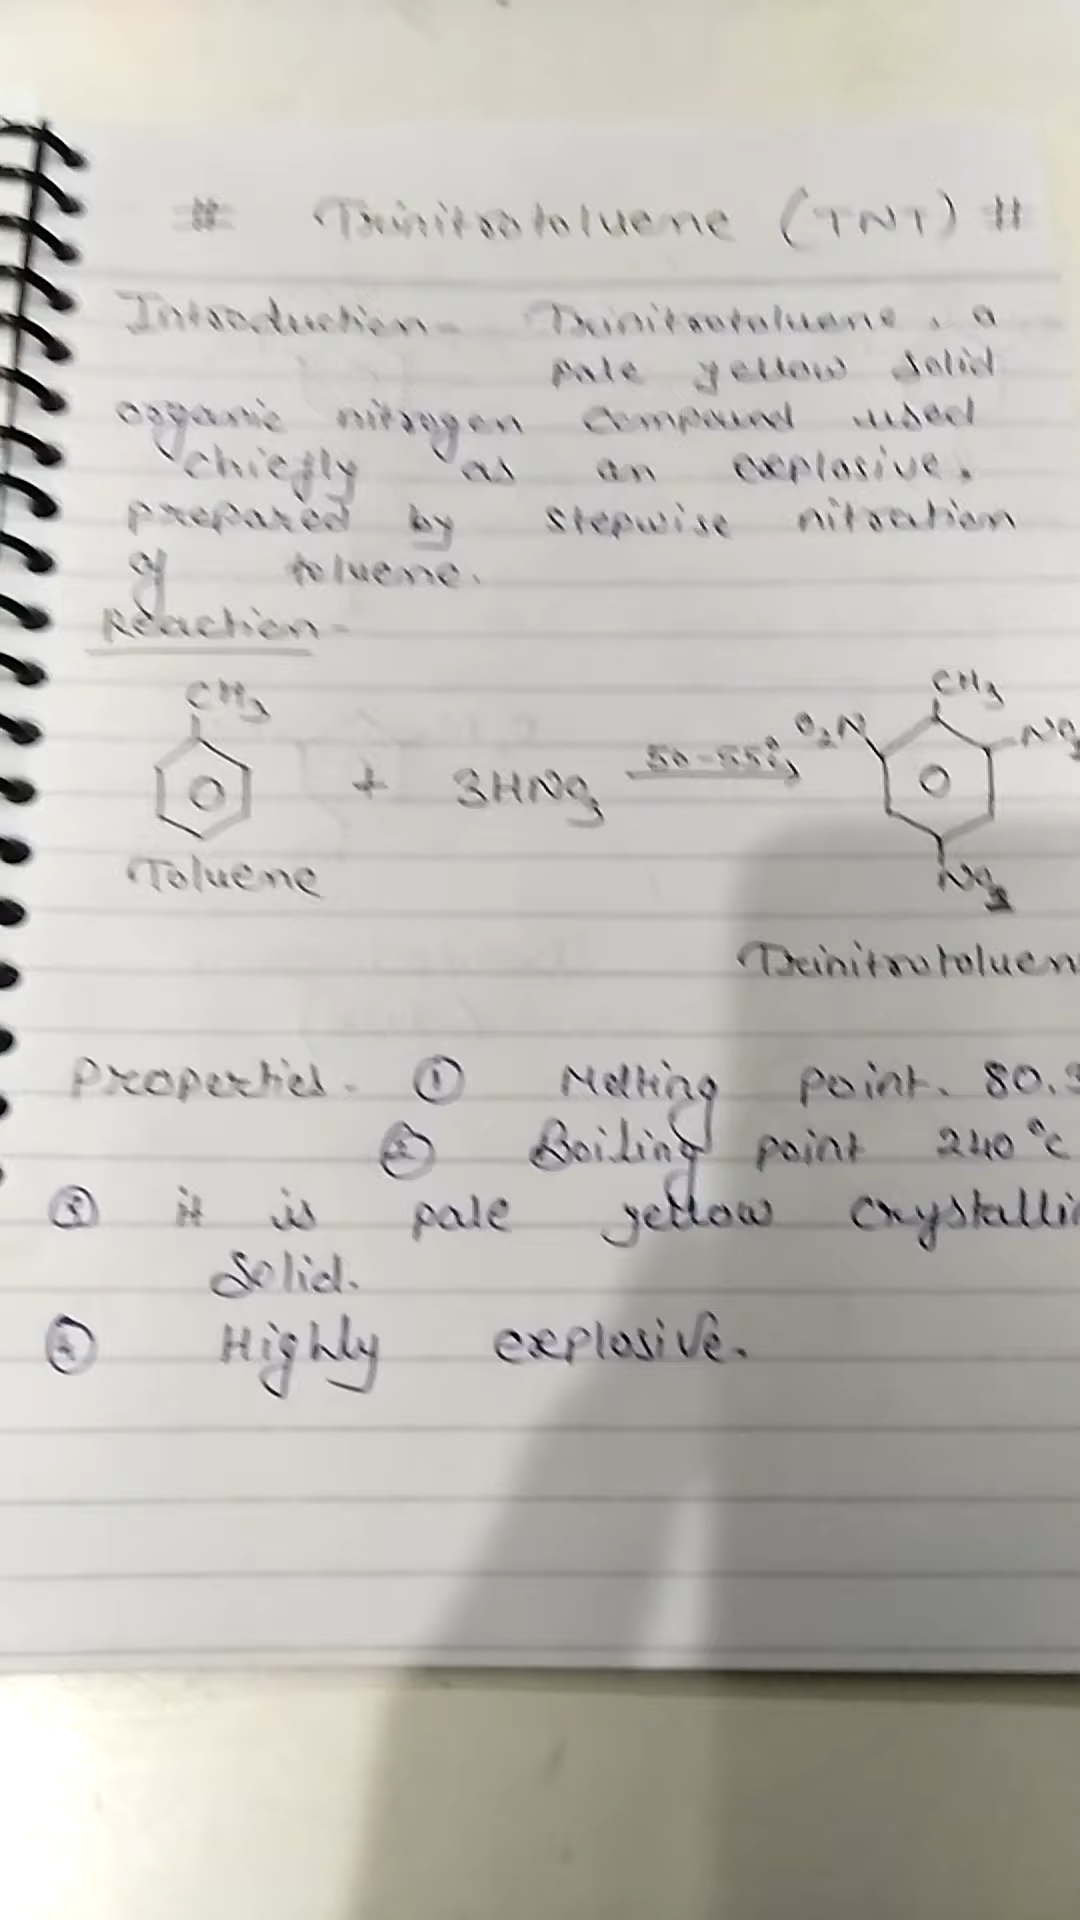 # Trinitrotoluene (TNT) #
Introduction - Trinitrotoluene, a
pale yellow solid
organic nitrogen compound used
chiefly as an explosive,
prepared by stepwise nitration
of toluene.
Reaction -
CH3
CH3
O2N
NO2
+ 3HNO3 50-55°C
Toluene
NO2
Trinitrotoluen
Properties - ① Melting point. 80.3
② Boiling point 240°c
③ it is pale yellow crystalli
Solid.
④ Highly explosive.